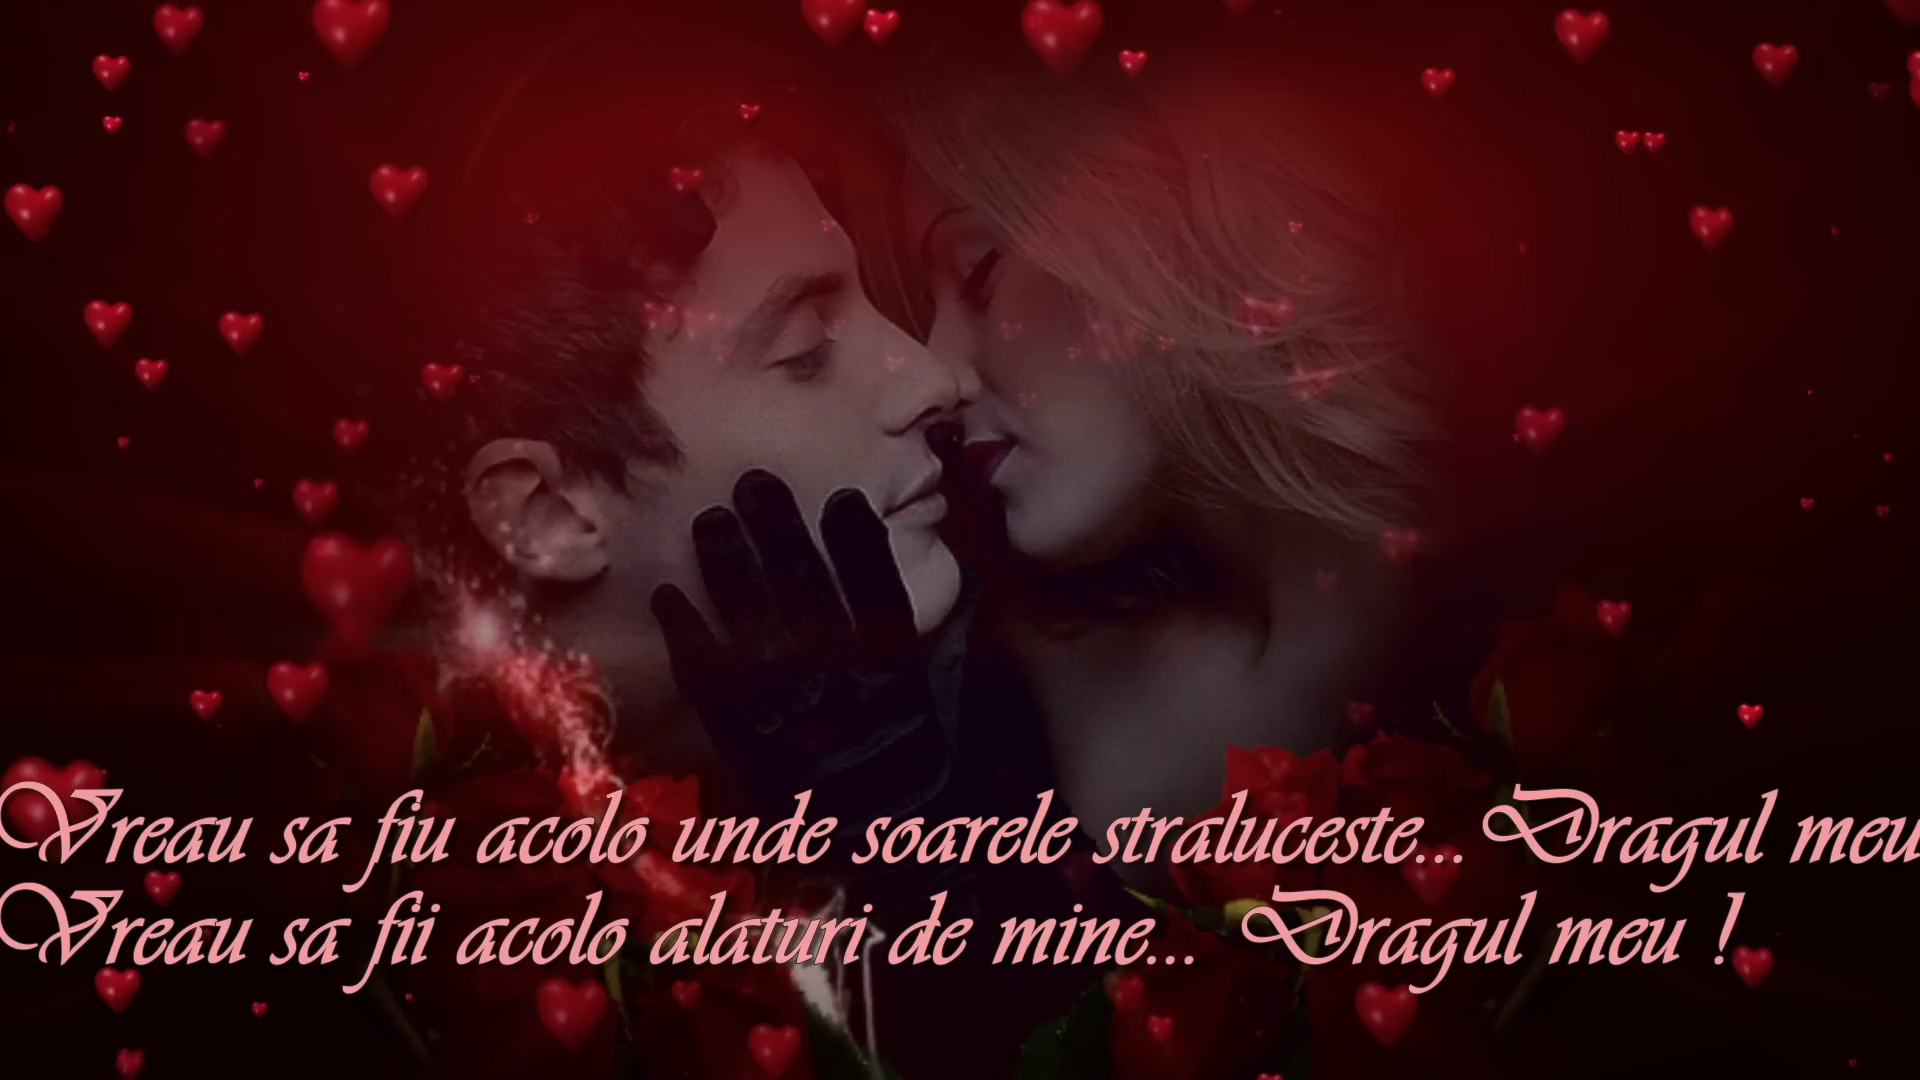 Vreau sa fiu acolo unde soarele straluceste... Dragul meu
Vreau sa fii acolo alaturi de mine... Dragul meu !